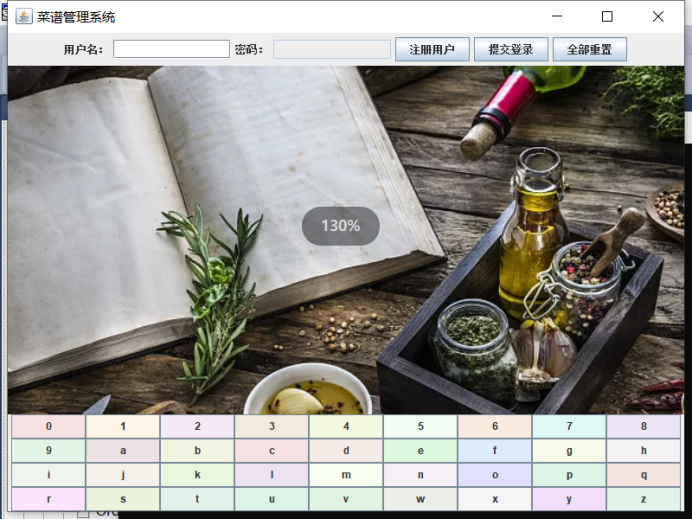 菜谱管理系统
用户名： 密码： 注册用户 提交登录 全部重置
130%
0 1 2 3 4 5 6 7 8
9 a b c d e f g h
i j k l m n o p q
r s t u v w x y z